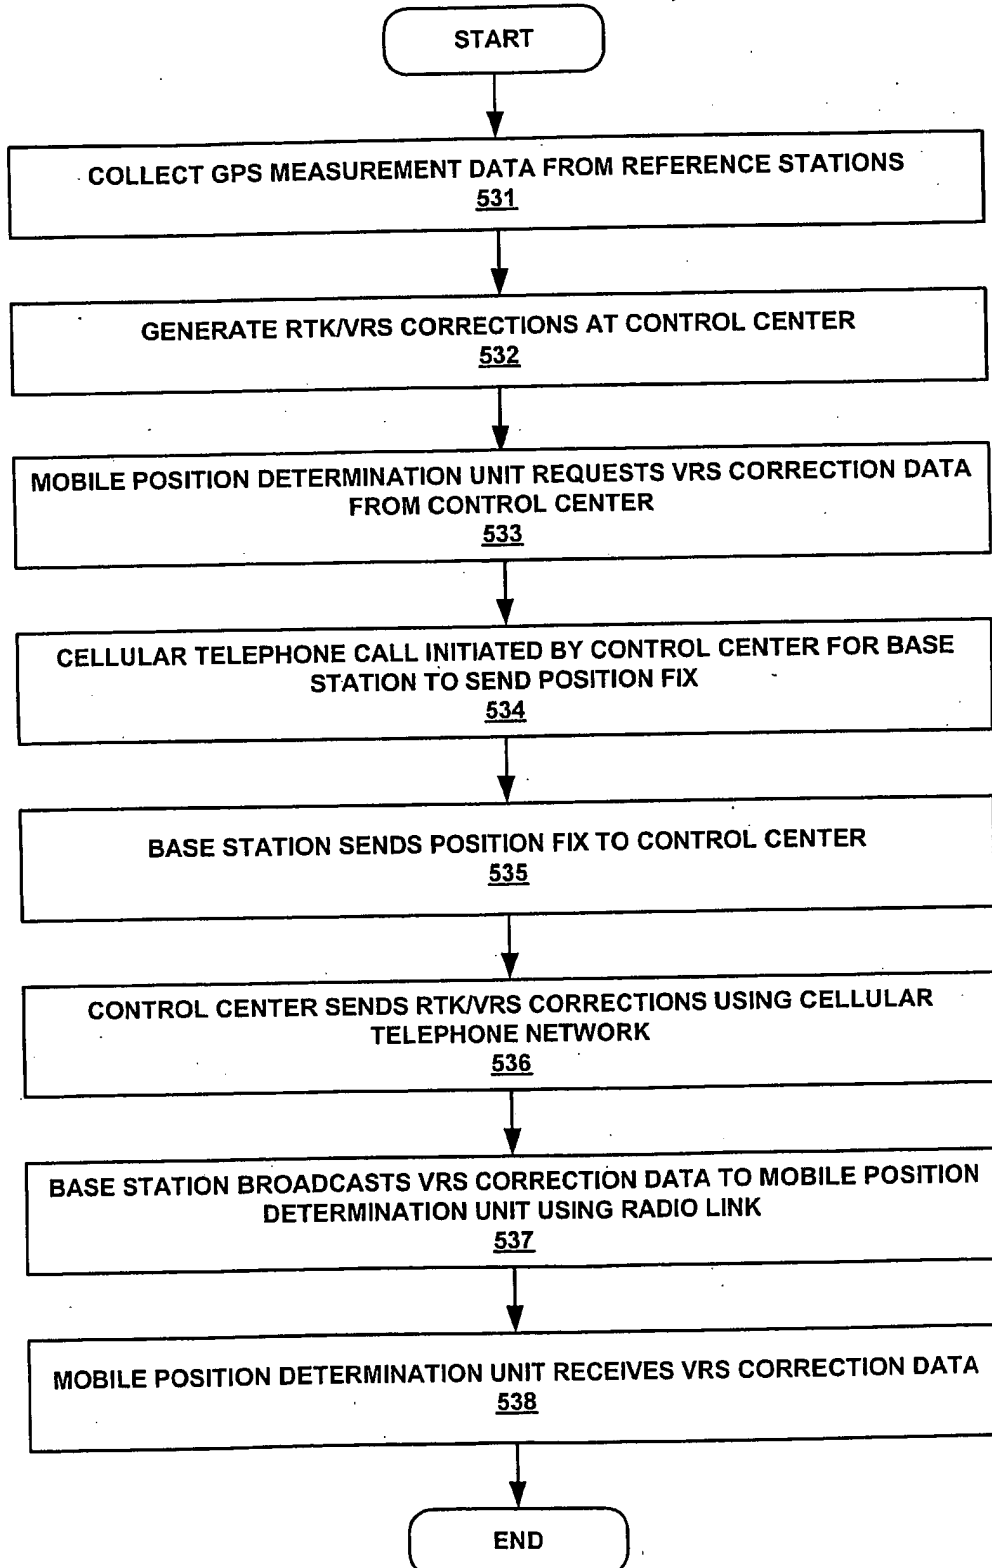 START
COLLECT GPS MEASUREMENT DATA FROM REFERENCE STATIONS
531
GENERATE RTK/VRS CORRECTIONS AT CONTROL CENTER
532
MOBILE POSITION DETERMINATION UNIT REQUESTS VRS CORRECTION DATA
FROM CONTROL CENTER
533
CELLULAR TELEPHONE CALL INITIATED BY CONTROL CENTER FOR BASE
STATION TO SEND POSITION FIX
534
BASE STATION SENDS POSITION FIX TO CONTROL CENTER
535
CONTROL CENTER SENDS RTK/VRS CORRECTIONS USING CELLULAR
TELEPHONE NETWORK
536
BASE STATION BROADCASTS VRS CORRECTION DATA TO MOBILE POSITION
DETERMINATION UNIT USING RADIO LINK
537
MOBILE POSITION DETERMINATION UNIT RECEIVES VRS CORRECTION DATA
538
END